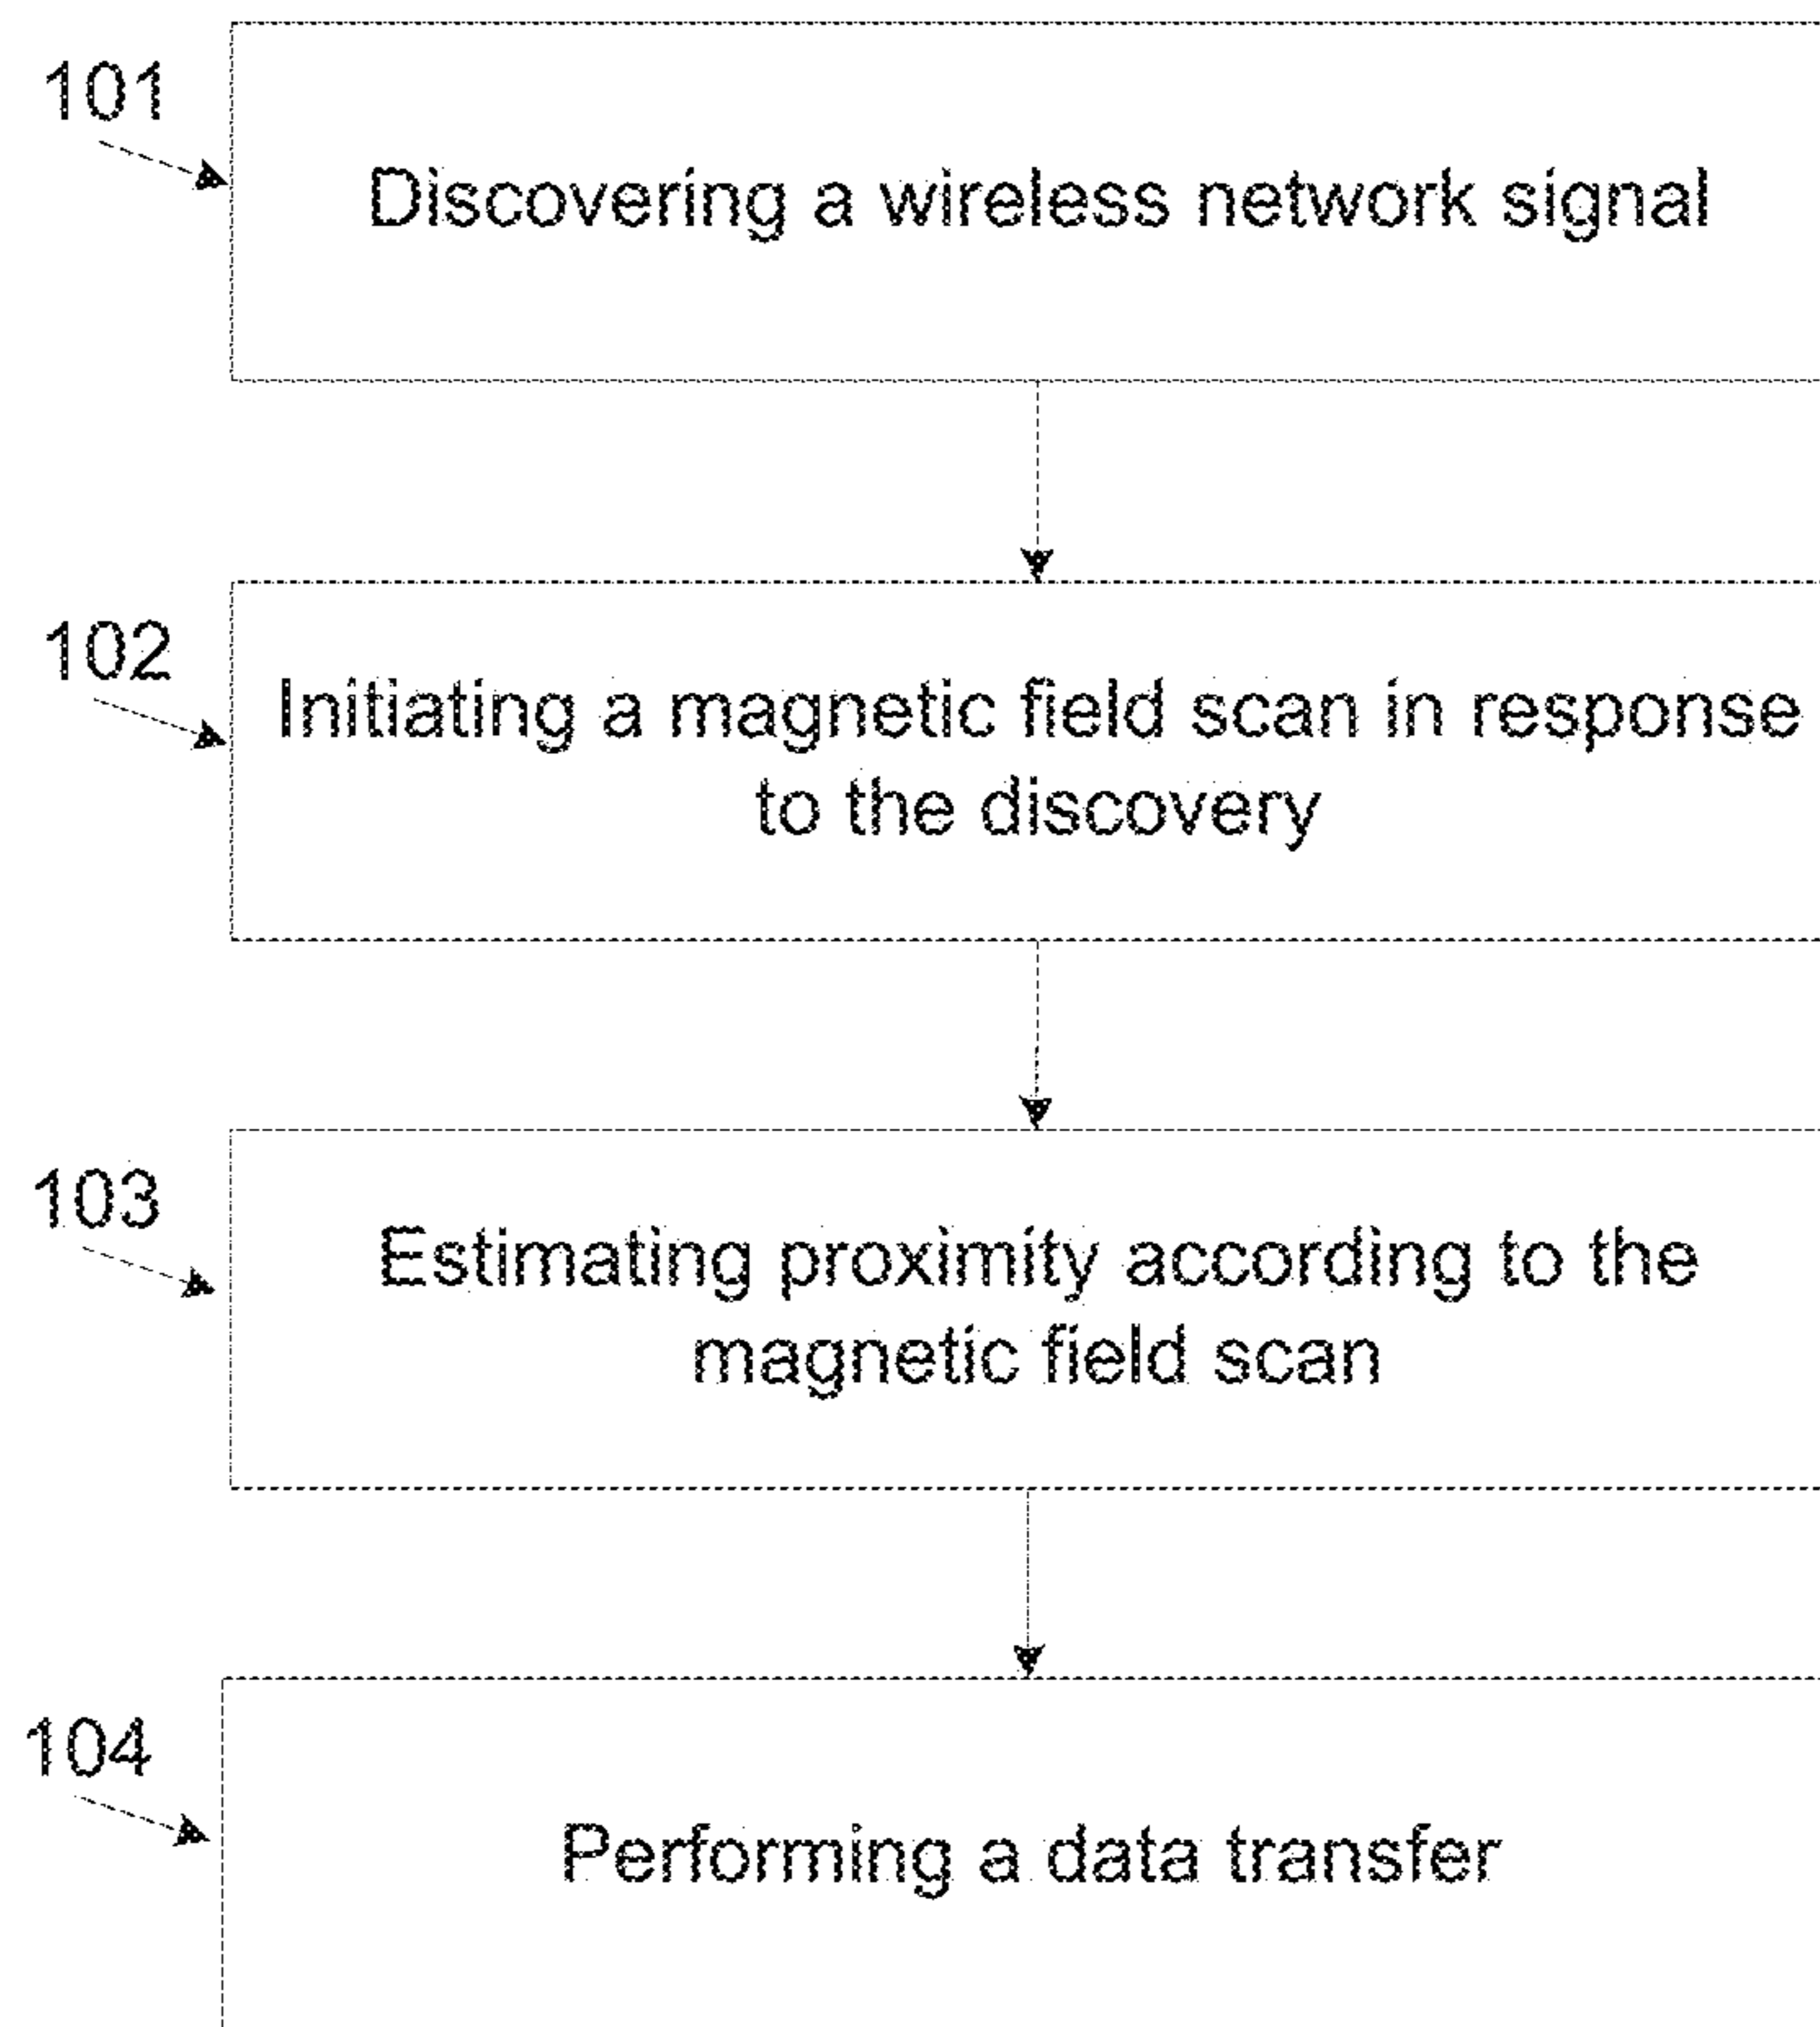 101
Discovering a wireless network signal
102
Initiating a magnetic field scan in response
to the discovery
103
Estimating proximity according to the
magnetic field scan
104
Performing a data transfer